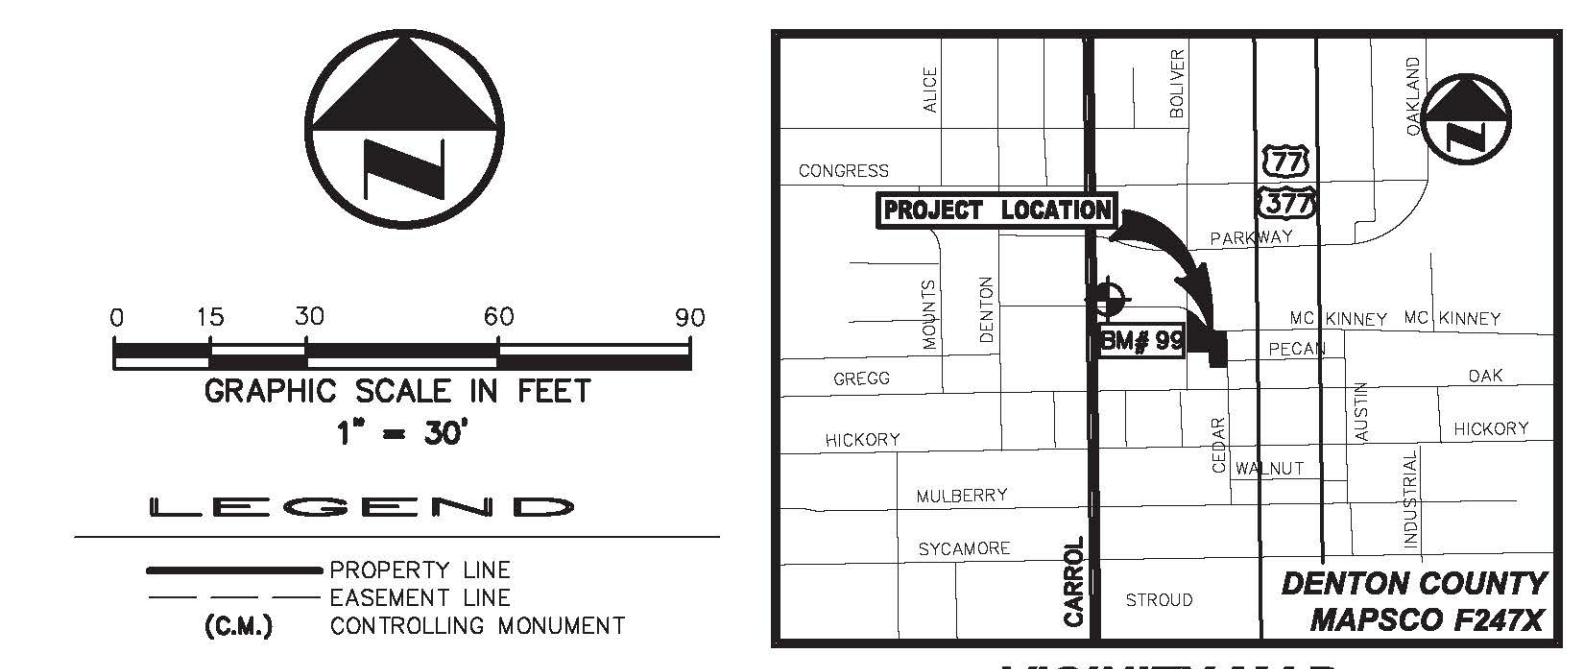 N
0 15 30 60 90
GRAPHIC SCALE IN FEET
1" = 30'
LEGEND
PROPERTY LINE
EASEMENT LINE
(C.M.) CONTROLLING MONUMENT
ALICE
BOLIVER
OAKLAND
N
CONGRESS
77
377
PROJECT LOCATION
PARKWAY
MOUNTS
DENTON
MC KINNEY MC KINNEY
BM# 99
PECAN
GREGG
OAK
AUSTIN
HICKORY
CEDAR
HICKORY
WALNUT
MULBERRY
INDUSTRIAL
SYCAMORE
CARROL
STROUD
DENTON COUNTY
MAPSCO F247X